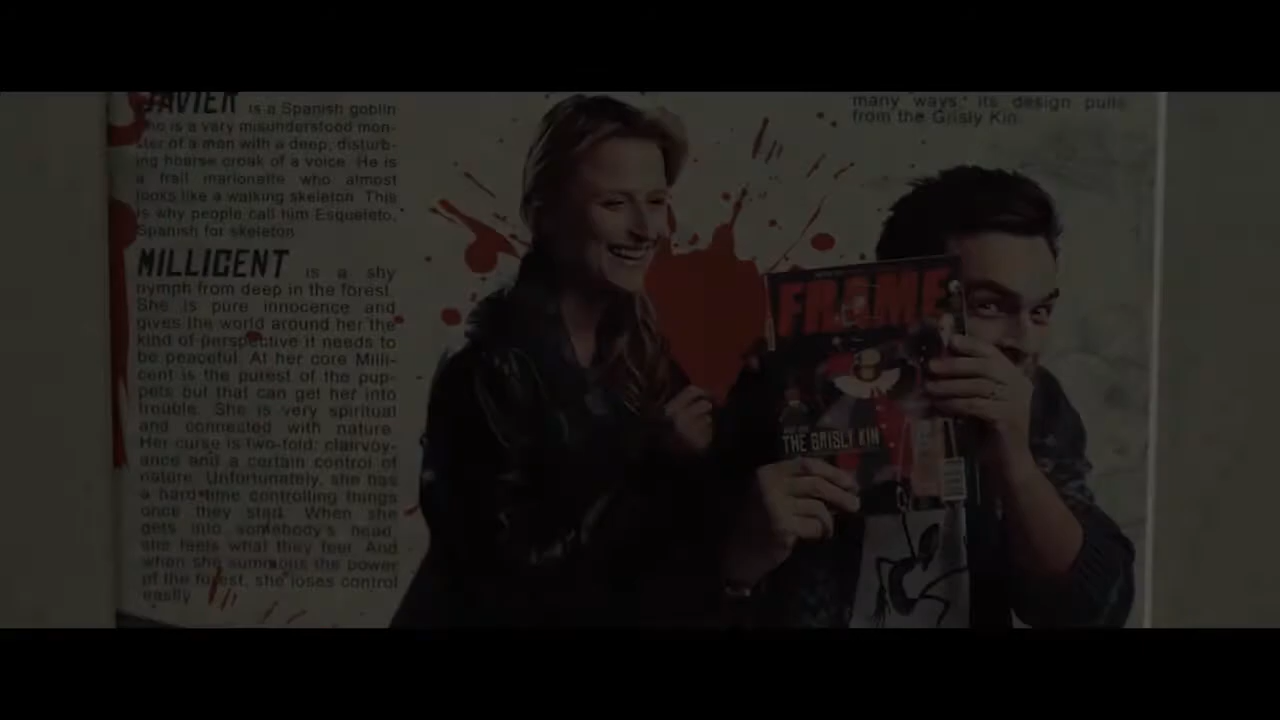 JAVIER is a Spanish goblin
who is a very misunderstood mon-
ster of a man with a deep, disturb-
ing hoarse croak of a voice. He is
a frail marionette who almost
looks like a walking skeleton. This
is why people call him Esqueleto,
Spanish for skeleton.
MILLICENT is a shy
nymph from deep in the forest.
She is pure innocence and
gives the world around her the
kind of perspective it needs to
be peaceful. At her core Milli-
cent is the purest of the pup-
pets but that can get her into
trouble. She is very spiritual
and connected with nature.
Her curse is two-fold: clairvoy-
ance and a certain control of
nature. Unfortunately, she has
a hard time controlling things
once they start. When she
gets into somebody's head,
she feels what they feel. And
when she summons the power
of the forest, she loses control
easily
many ways," its design pulls
from the Grisly Kin.
FRAME
THE GRISLY KIN